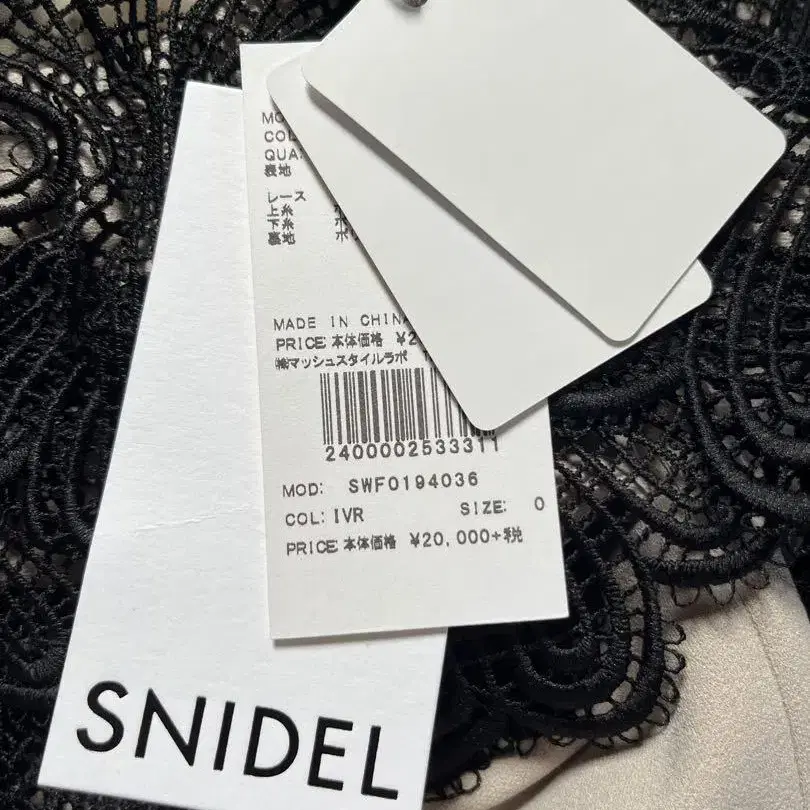 MO
COL
QUA
表地
レース
上糸
下糸
裏地 ポリ
MADE IN CHINA
PRICE 本体価格 ¥2
㈱マッシュスタイルラボ
2400002533311
MOD: SWF0194036
COL: IVR SIZE: 0
PRICE 本体価格 ¥20,000+税
SNIDEL